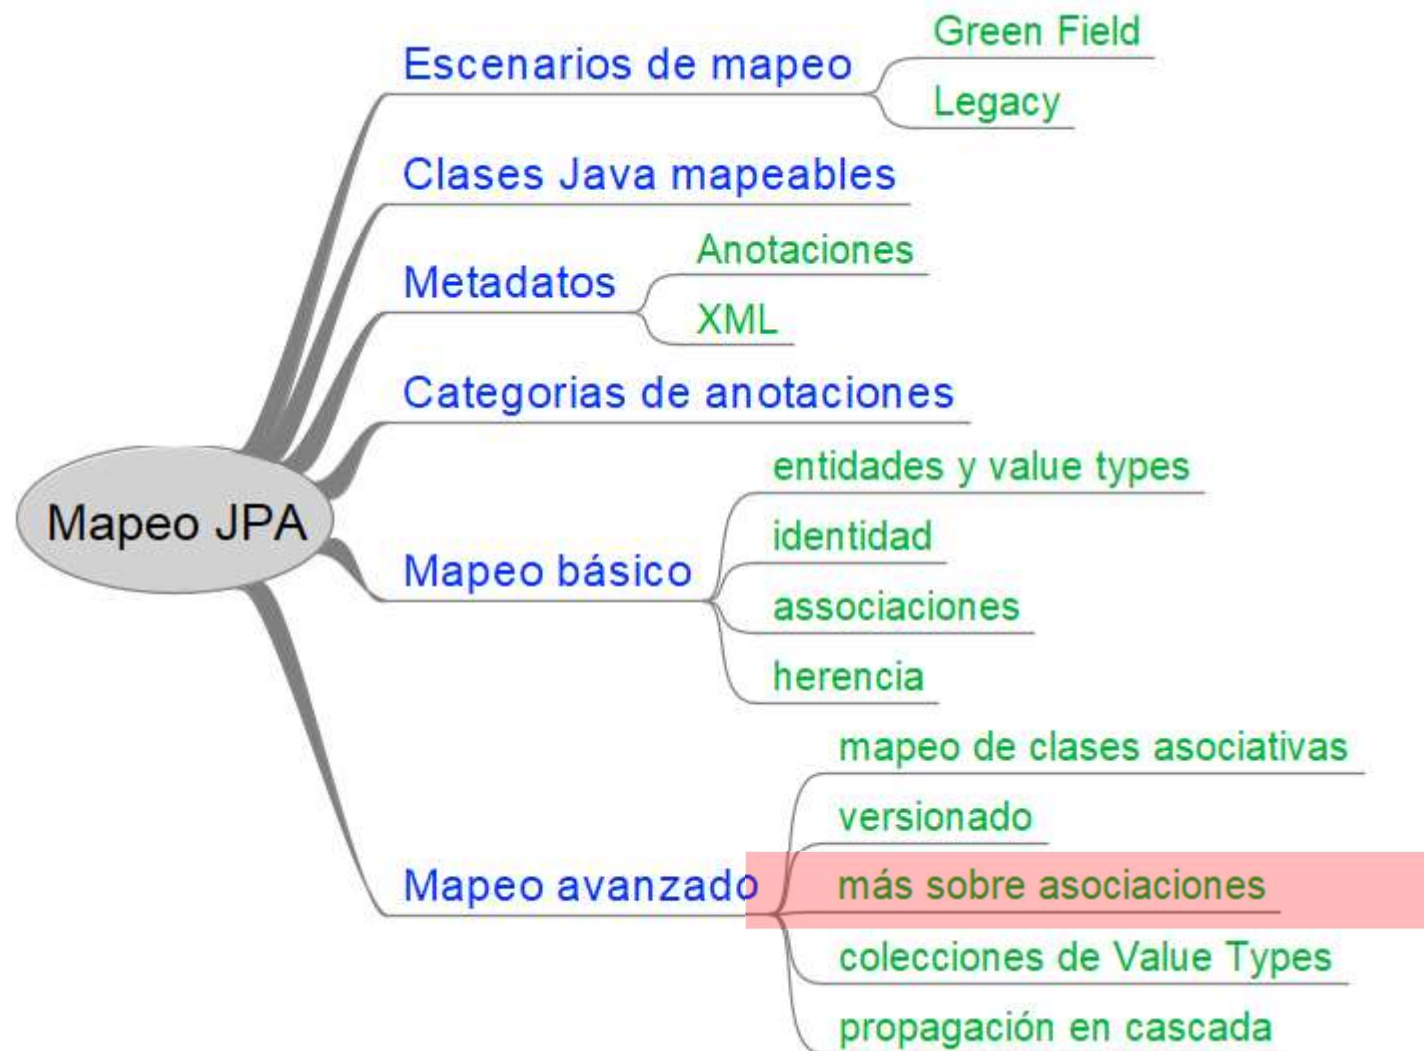 Mapeo JPA
Escenarios de mapeo
Green Field
Legacy
Clases Java mapeables
Metadatos
Anotaciones
XML
Categorias de anotaciones
Mapeo básico
entidades y value types
identidad
associaciones
herencia
Mapeo avanzado
mapeo de clases asociativas
versionado
más sobre asociaciones
colecciones de Value Types
propagación en cascada